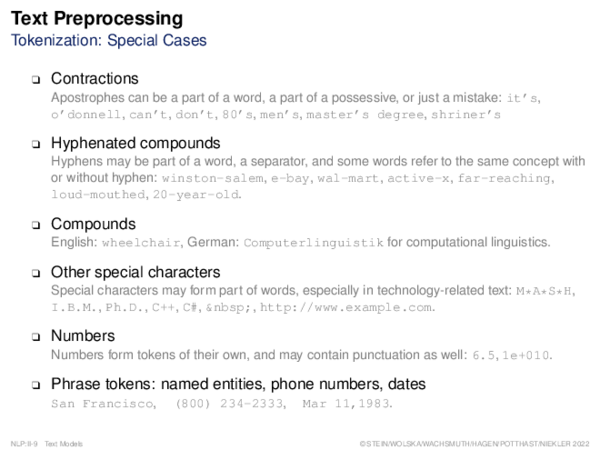 Text Preprocessing
Tokenization: Special Cases
❑ Contractions
Apostrophes can be a part of a word, a part of a possessive, or just a mistake: it's,
o'donnell, can't, don't, 80's, men's, master's degree, shriner's
❑ Hyphenated compounds
Hyphens may be part of a word, a separator, and some words refer to the same concept with
or without hyphen: winston-salem, e-bay, wal-mart, active-x, far-reaching,
loud-mouthed, 20-year-old.
❑ Compounds
English: wheelchair, German: Computerlinguistik for computational linguistics.
❑ Other special characters
Special characters may form part of words, especially in technology-related text: M*A*S*H,
I.B.M., Ph.D., C++, C#, &nbsp;, http://www.example.com.
❑ Numbers
Numbers form tokens of their own, and may contain punctuation as well: 6.5, 1e+010.
❑ Phrase tokens: named entities, phone numbers, dates
San Francisco, (800) 234-2333, Mar 11,1983.
NLP:II-9 Text Models ©STEIN/WOLSKA/WACHSMUTH/HAGEN/POTTHAST/NIEKLER 2022